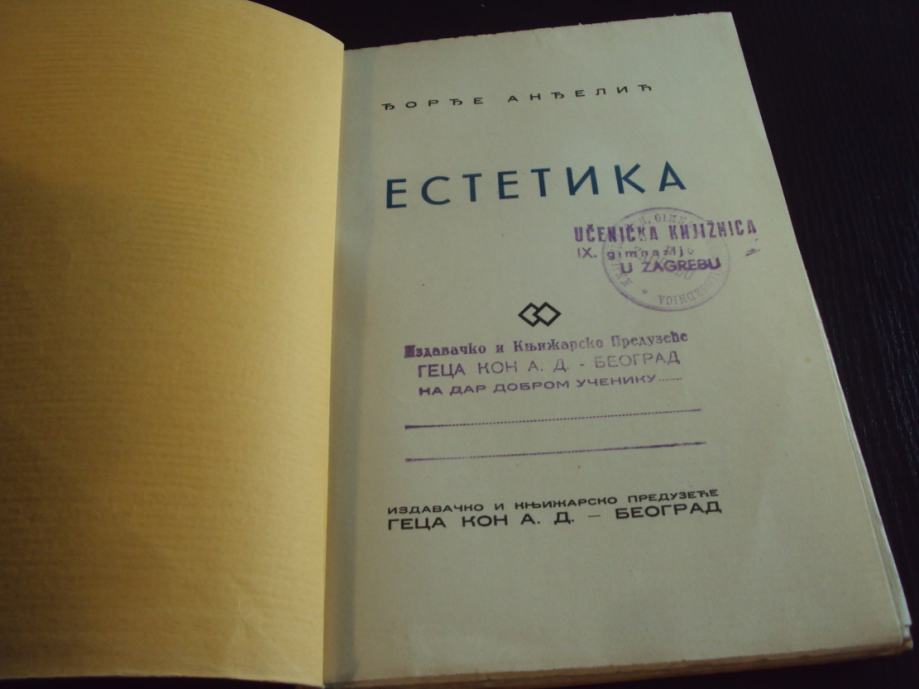 ЂОРЂЕ АНЂЕЛИЋ
ЕСТЕТИКА
UČENIČKA KNJIŽNICA
IX. gimnazije
U ZAGREBU
Издавачко и Књижарско Предузеће
ГЕЦА КОН А. Д. - БЕОГРАД
НА ДАР ДОБРОМ УЧЕНИКУ......
ИЗДАВАЧКО И КЊИЖАРСКО ПРЕДУЗЕЋЕ
ГЕЦА КОН А. Д. — БЕОГРАД